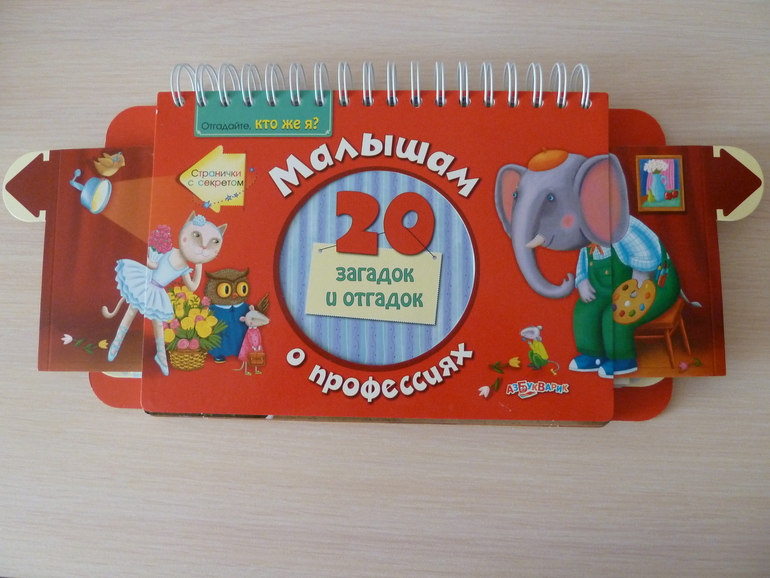 Отгадайте, кто же я?
Странички
с секретом
Малышам
20
загадок
и отгадок
о профессиях
АЗБУКВАРИК